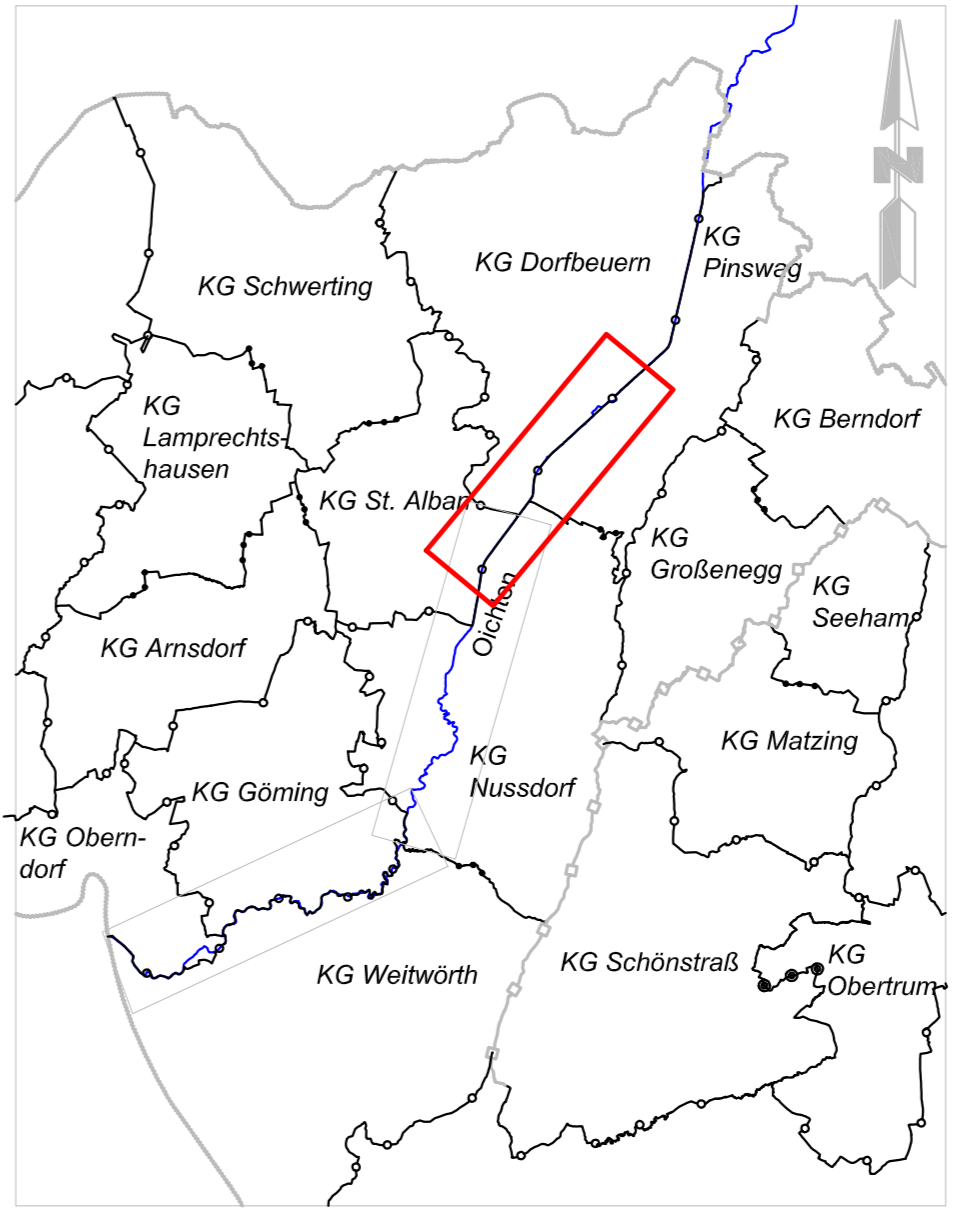 N
KG
Pinswag
KG Dorfbeuern
KG Schwerting
KG
Lamprechts-
hausen
KG Berndorf
KG St. Alban
KG
Großenegg
KG
Seeham
Oichten
KG Arnsdorf
KG Matzing
KG
Nussdorf
KG Göming
KG Obern-
dorf
KG Weitwörth
KG Schönstraß
KG
Obertrum